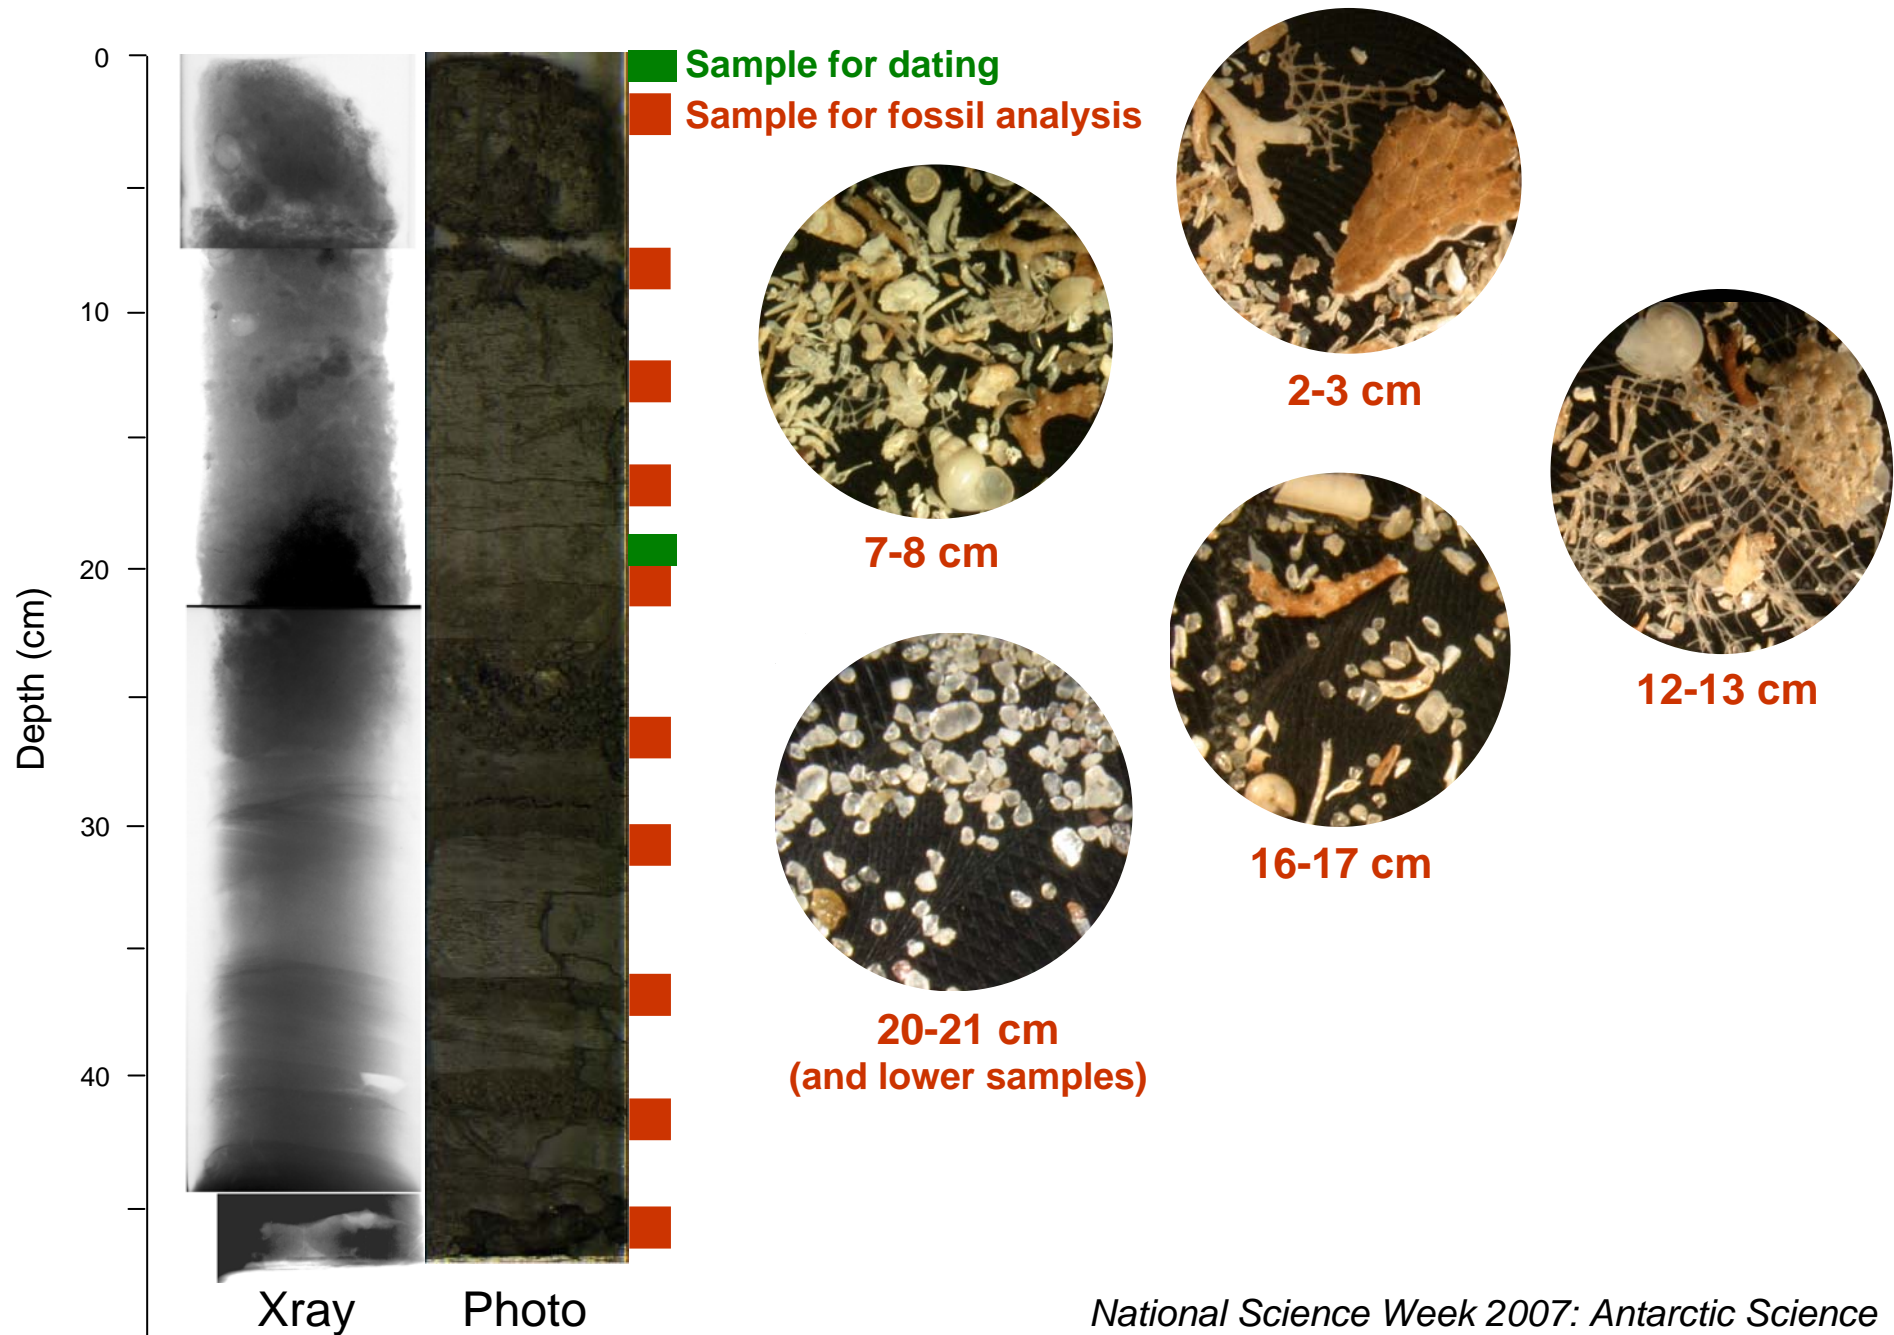 0
10
20
30
40
Depth (cm)
Sample for dating
Sample for fossil analysis
2-3 cm
7-8 cm
12-13 cm
16-17 cm
20-21 cm
(and lower samples)
Xray
Photo
National Science Week 2007: Antarctic Science